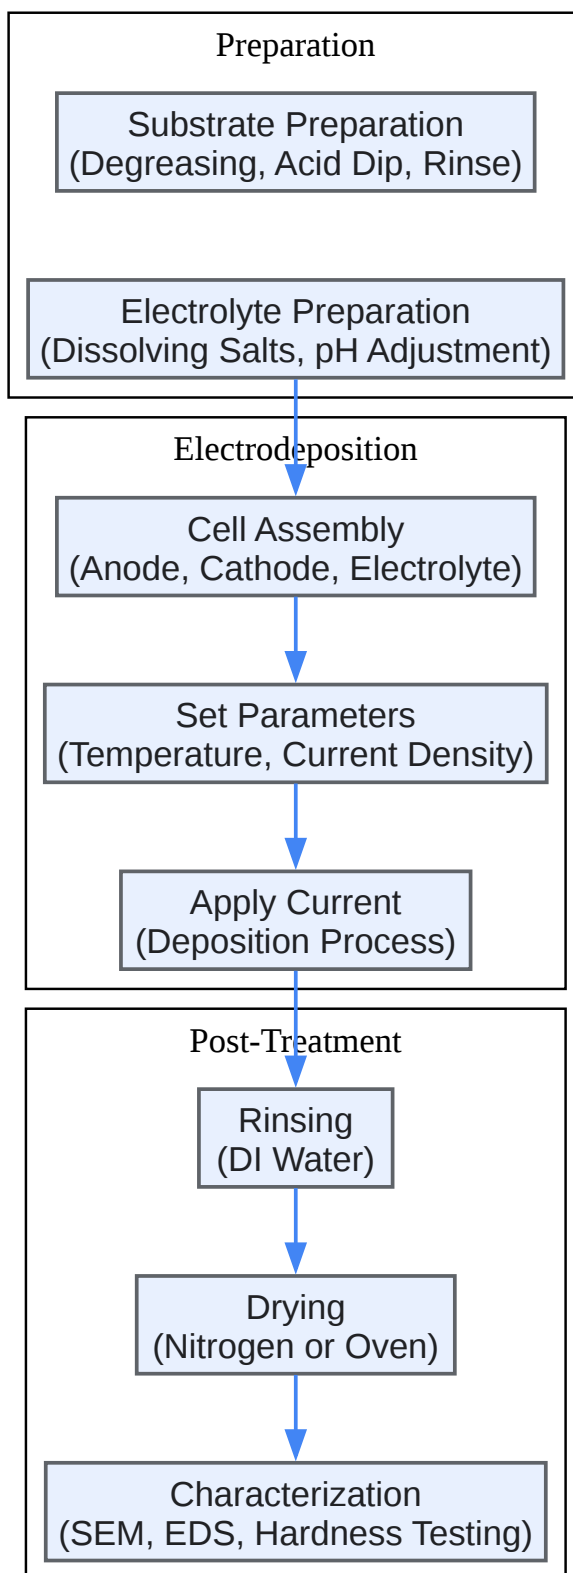 Preparation
Substrate Preparation
(Degreasing, Acid Dip, Rinse)
Electrolyte Preparation
(Dissolving Salts, pH Adjustment)
Electrodeposition
Cell Assembly
(Anode, Cathode, Electrolyte)
Set Parameters
(Temperature, Current Density)
Apply Current
(Deposition Process)
Post-Treatment
Rinsing
(DI Water)
Drying
(Nitrogen or Oven)
Characterization
(SEM, EDS, Hardness Testing)